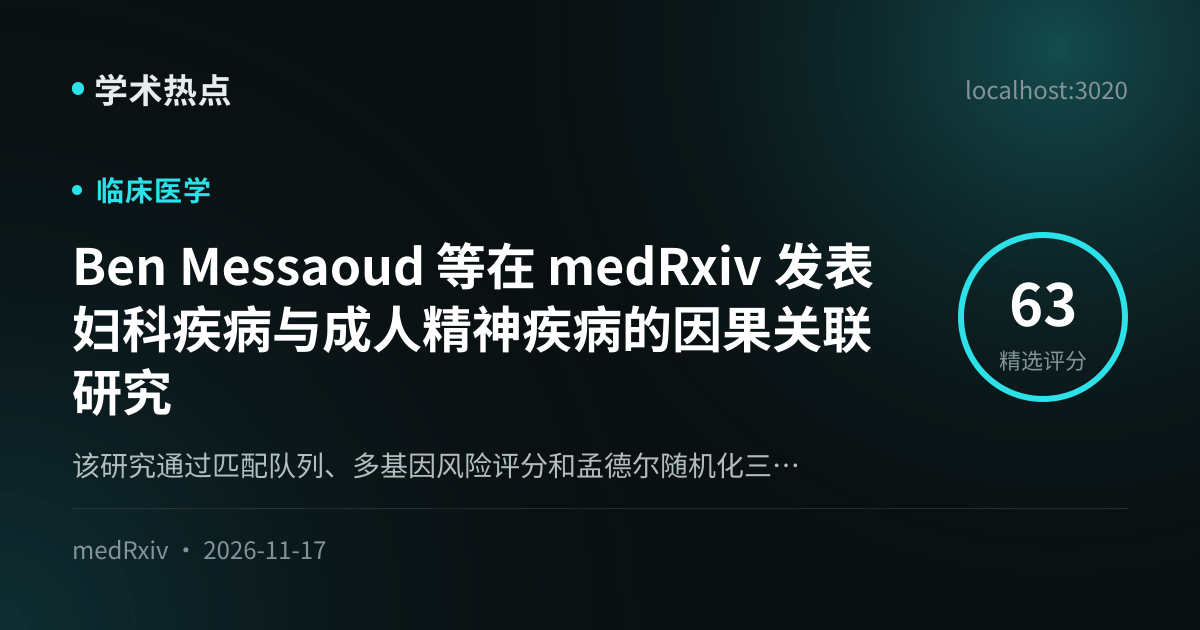 学术热点
localhost:3020
临床医学
Ben Messaoud 等在 medRxiv 发表
妇科疾病与成人精神疾病的因果关联
研究
63
精选评分
该研究通过匹配队列、多基因风险评分和孟德尔随机化三…
medRxiv · 2026-11-17